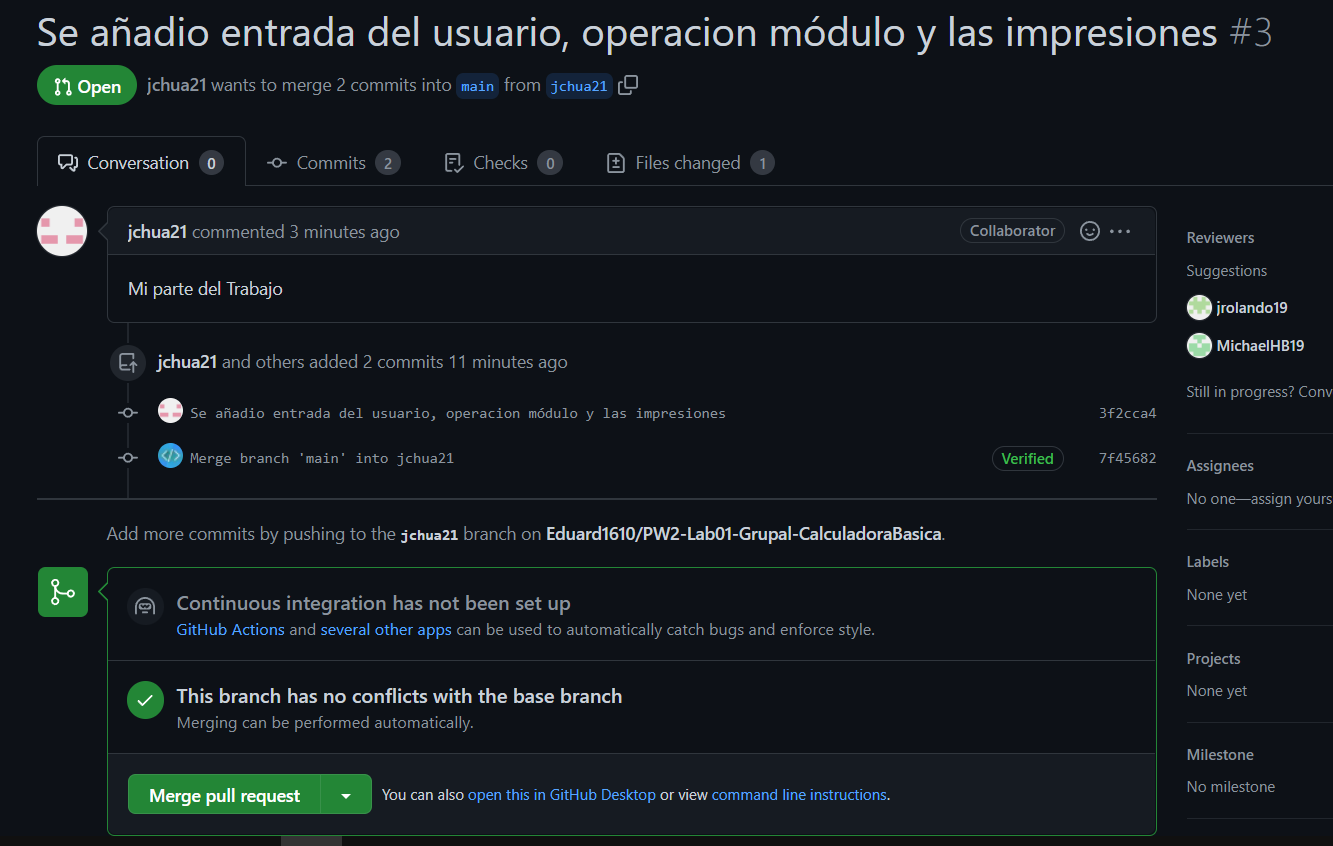 Se añadio entrada del usuario, operacion módulo y las impresiones #3
Open jchua21 wants to merge 2 commits into main from jchua21
Conversation 0 Commits 2 Checks 0 Files changed 1
jchua21 commented 3 minutes ago Collaborator
Mi parte del Trabajo
jchua21 and others added 2 commits 11 minutes ago
Se añadio entrada del usuario, operacion módulo y las impresiones 3f2cca4
Merge branch 'main' into jchua21 Verified 7f45682
Add more commits by pushing to the jchua21 branch on Eduard1610/PW2-Lab01-Grupal-CalculadoraBasica.
Continuous integration has not been set up
GitHub Actions and several other apps can be used to automatically catch bugs and enforce style.
This branch has no conflicts with the base branch
Merging can be performed automatically.
Merge pull request You can also open this in GitHub Desktop or view command line instructions.
Reviewers
Suggestions
jrolando19
MichaelHB19
Still in progress? Conv
Assignees
No one—assign yours
Labels
None yet
Projects
None yet
Milestone
No milestone